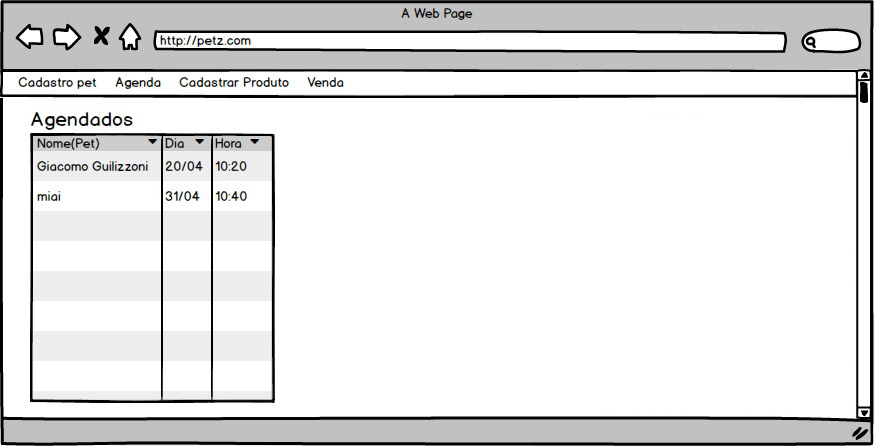 A Web Page
http://petz.com
Cadastro pet Agenda Cadastrar Produto Venda
Agendados
Nome(Pet) Dia Hora
Giacomo Guilizzoni 20/04 10:20
miai 31/04 10:40